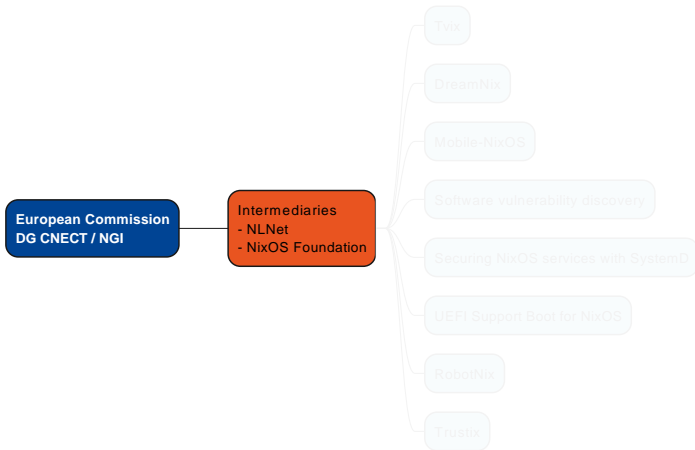 European Commission
DG CNECT / NGI
Intermediaries
- NLNet
- NixOS Foundation
Tvix
DreamNix
Mobile-NixOS
Software vulnerability discovery
Securing NixOS services with SystemD
UEFI Support Boot for NixOS
RobotNix
Trustix